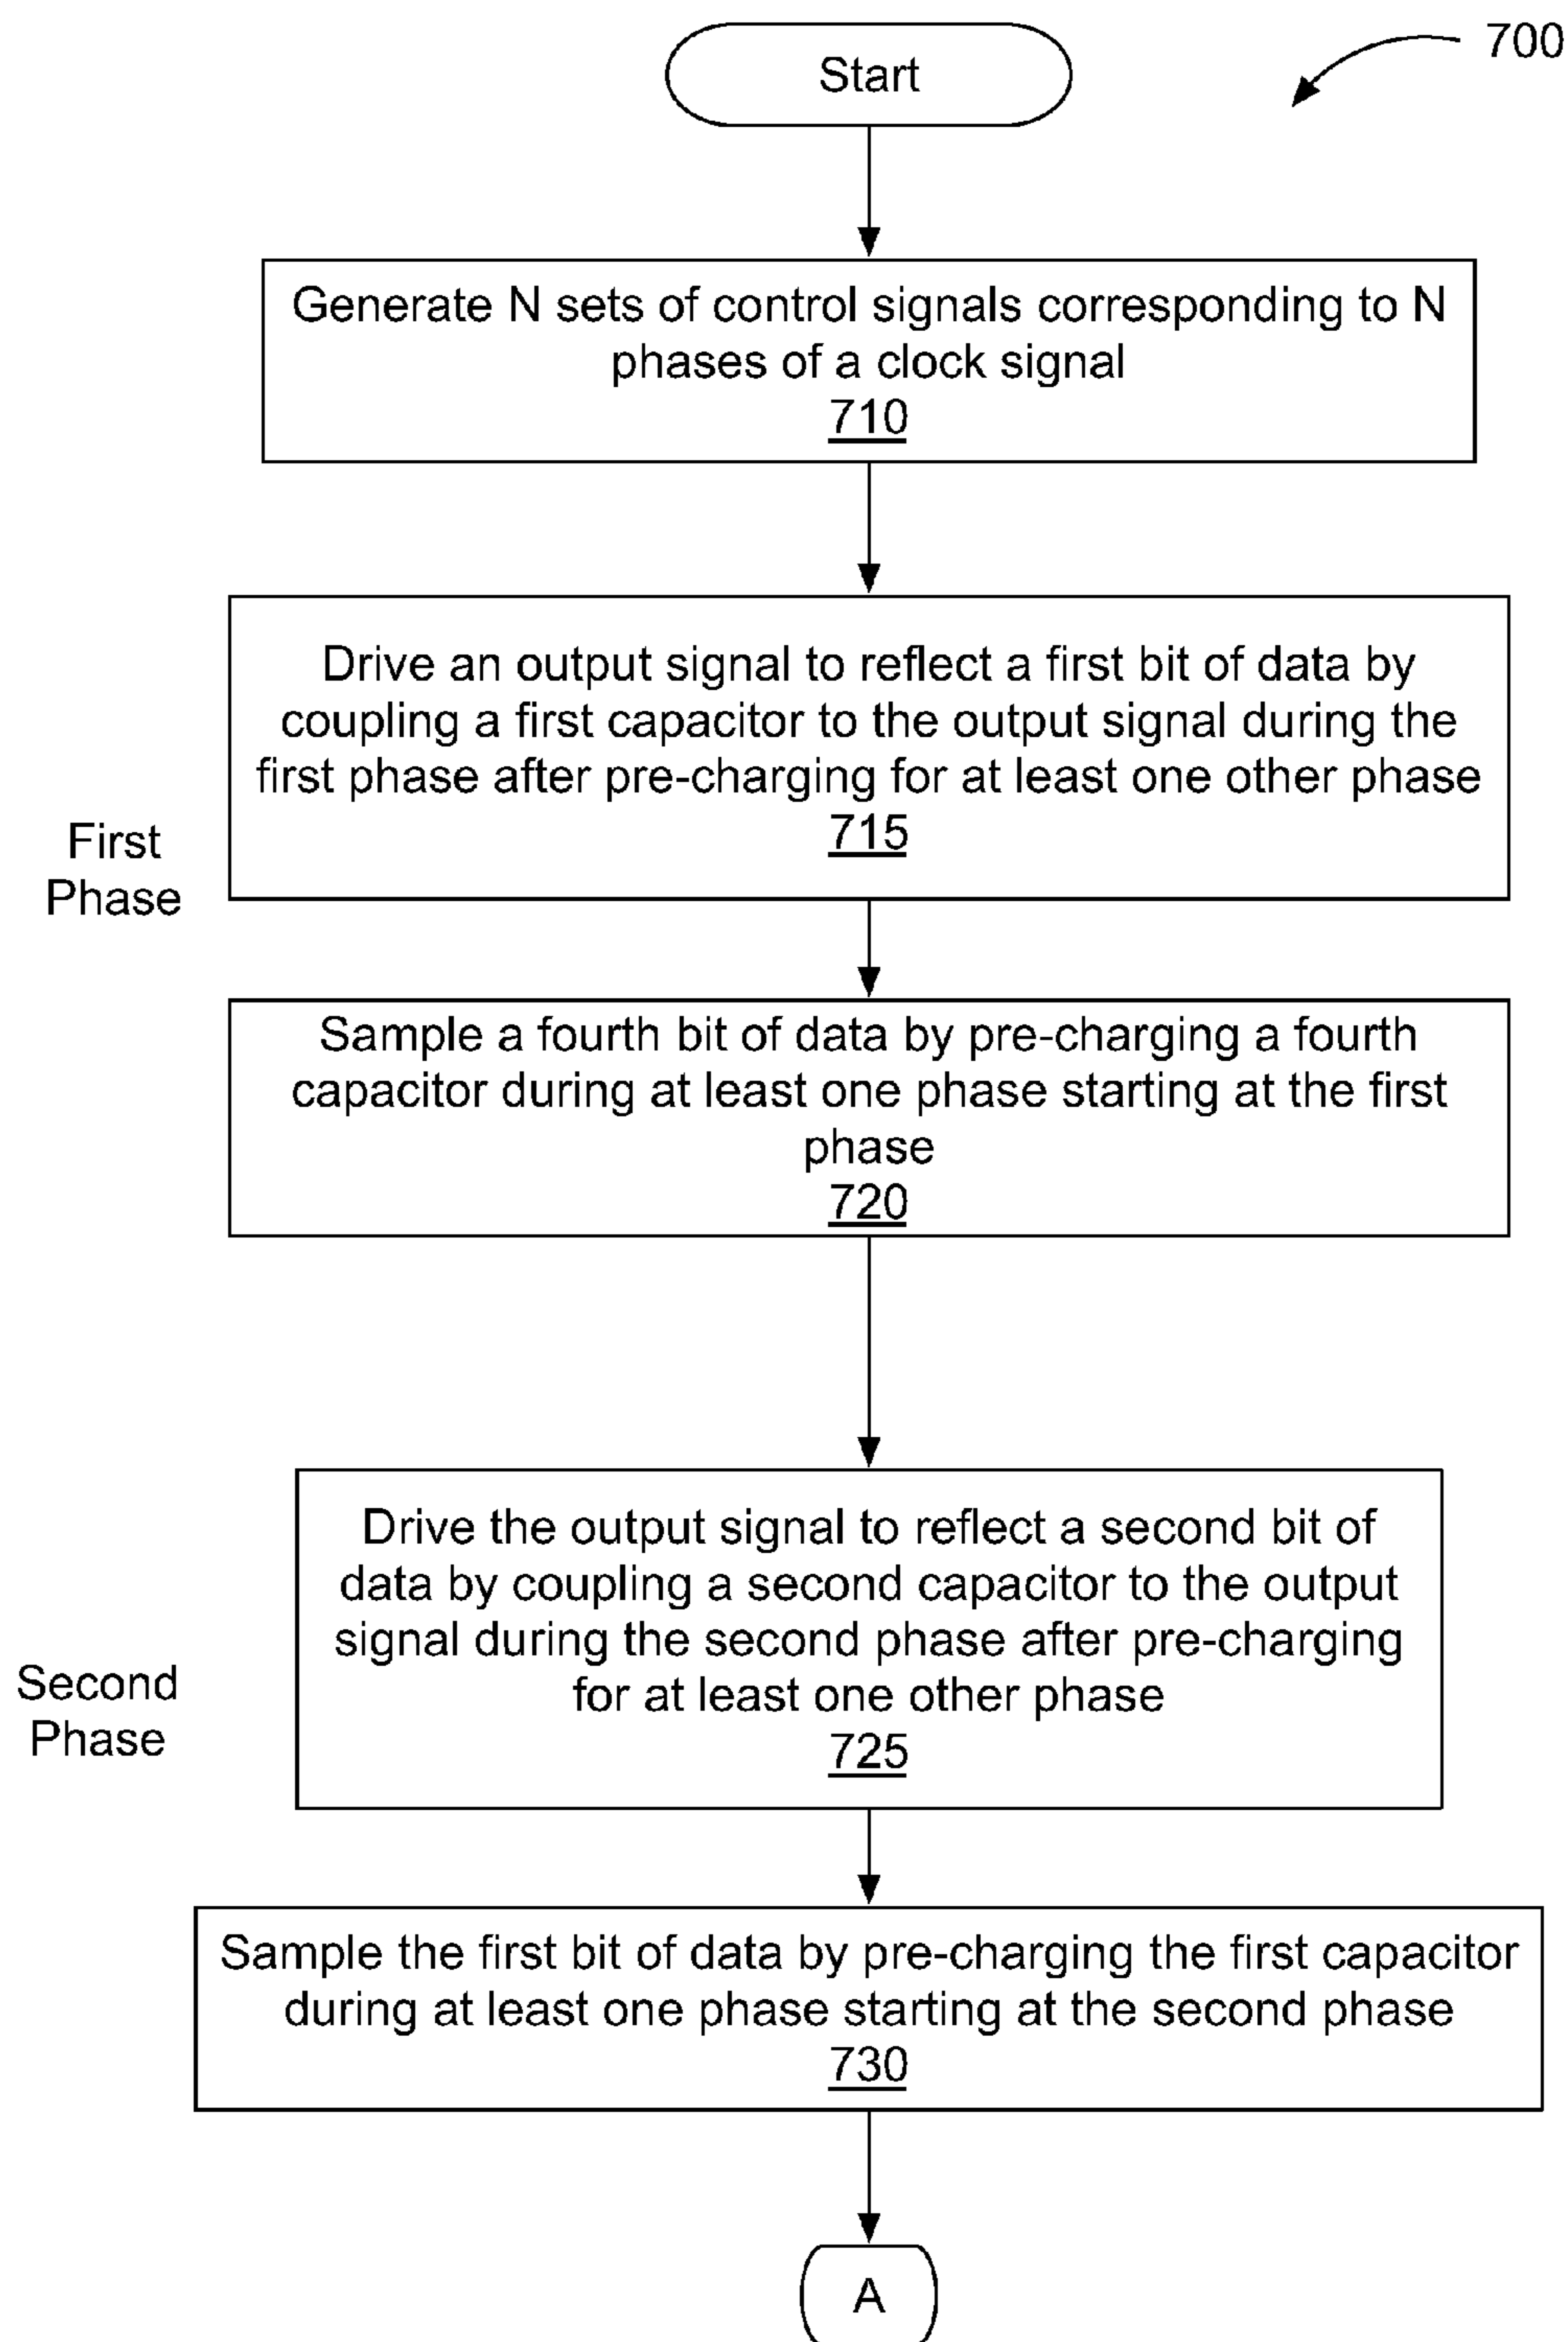 Start
700
Generate N sets of control signals corresponding to N
phases of a clock signal
710
Drive an output signal to reflect a first bit of data by
coupling a first capacitor to the output signal during the
first phase after pre-charging for at least one other phase
715
First
Phase
Sample a fourth bit of data by pre-charging a fourth
capacitor during at least one phase starting at the first
phase
720
Drive the output signal to reflect a second bit of
data by coupling a second capacitor to the output
signal during the second phase after pre-charging
for at least one other phase
725
Second
Phase
Sample the first bit of data by pre-charging the first capacitor
during at least one phase starting at the second phase
730
A